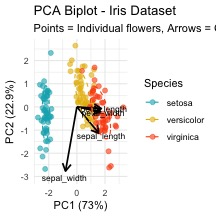 PCA Biplot - Iris Dataset
Points = Individual flowers, Arrows =
2
1
0
-1
-2
-3
PC2 (22.9%)
petal_length
sepal_length
sepal_width
-2
0
2
PC1 (73%)
Species
setosa
versicolor
virginica